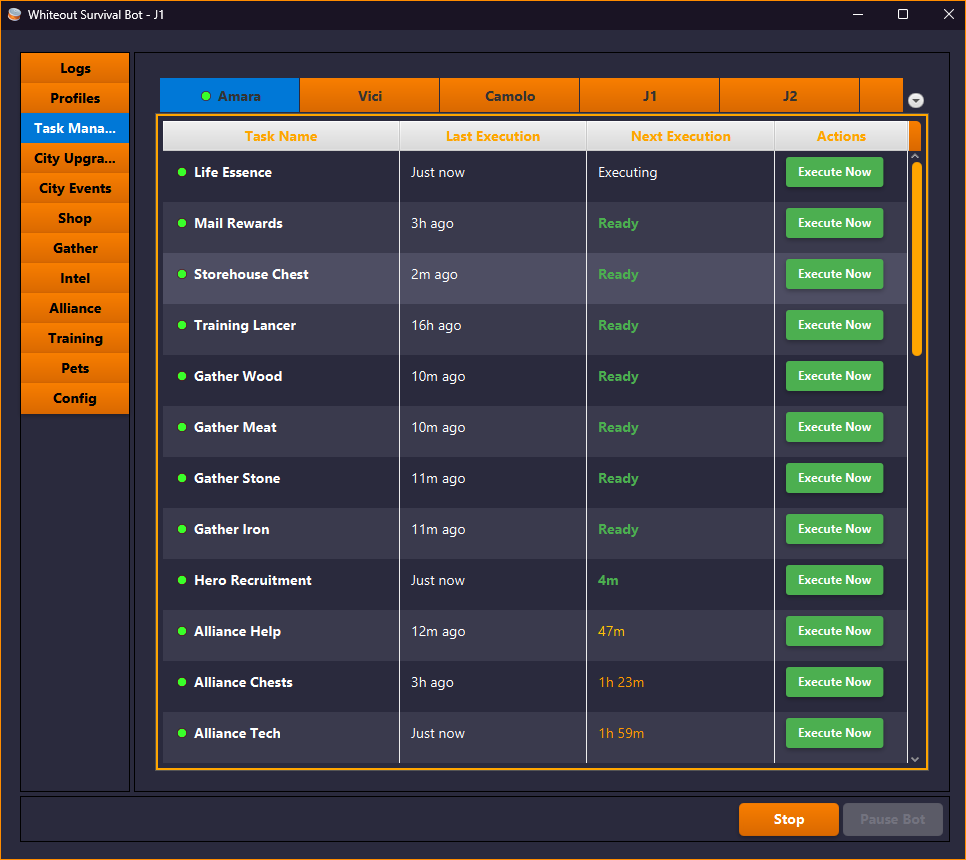 Whiteout Survival Bot - J1
Logs
Profiles
Task Mana...
City Upgra...
City Events
Shop
Gather
Intel
Alliance
Training
Pets
Config
Amara Vici Camolo J1 J2
Task Name Last Execution Next Execution Actions
Life Essence Just now Executing Execute Now
Mail Rewards 3h ago Ready Execute Now
Storehouse Chest 2m ago Ready Execute Now
Training Lancer 16h ago Ready Execute Now
Gather Wood 10m ago Ready Execute Now
Gather Meat 10m ago Ready Execute Now
Gather Stone 11m ago Ready Execute Now
Gather Iron 11m ago Ready Execute Now
Hero Recruitment Just now 4m Execute Now
Alliance Help 12m ago 47m Execute Now
Alliance Chests 3h ago 1h 23m Execute Now
Alliance Tech Just now 1h 59m Execute Now
Stop Pause Bot